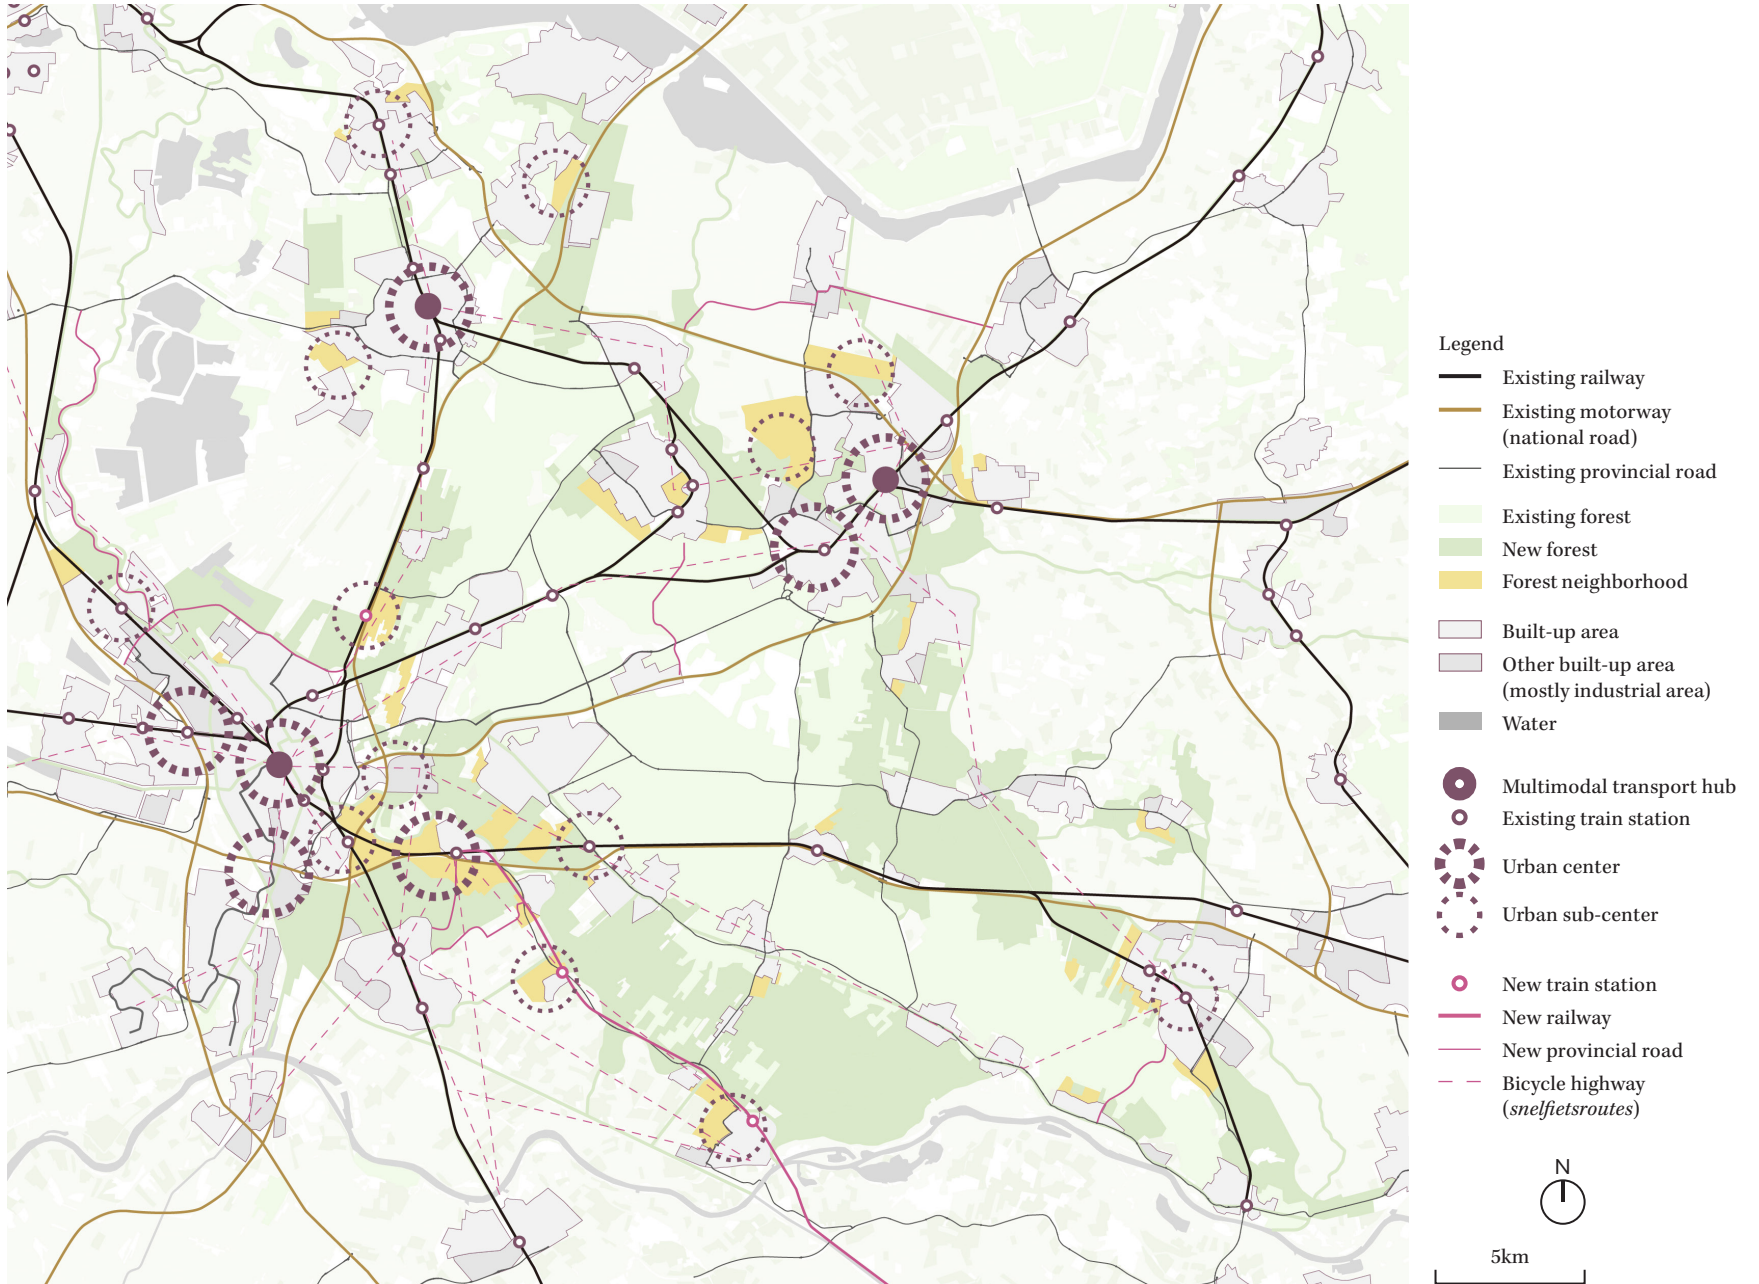 Legend
Existing railway
Existing motorway
(national road)
Existing provincial road
Existing forest
New forest
Forest neighborhood
Built-up area
Other built-up area
(mostly industrial area)
Water
Multimodal transport hub
Existing train station
Urban center
Urban sub-center
New train station
New railway
New provincial road
Bicycle highway
(snelfietsroutes)
N
5km